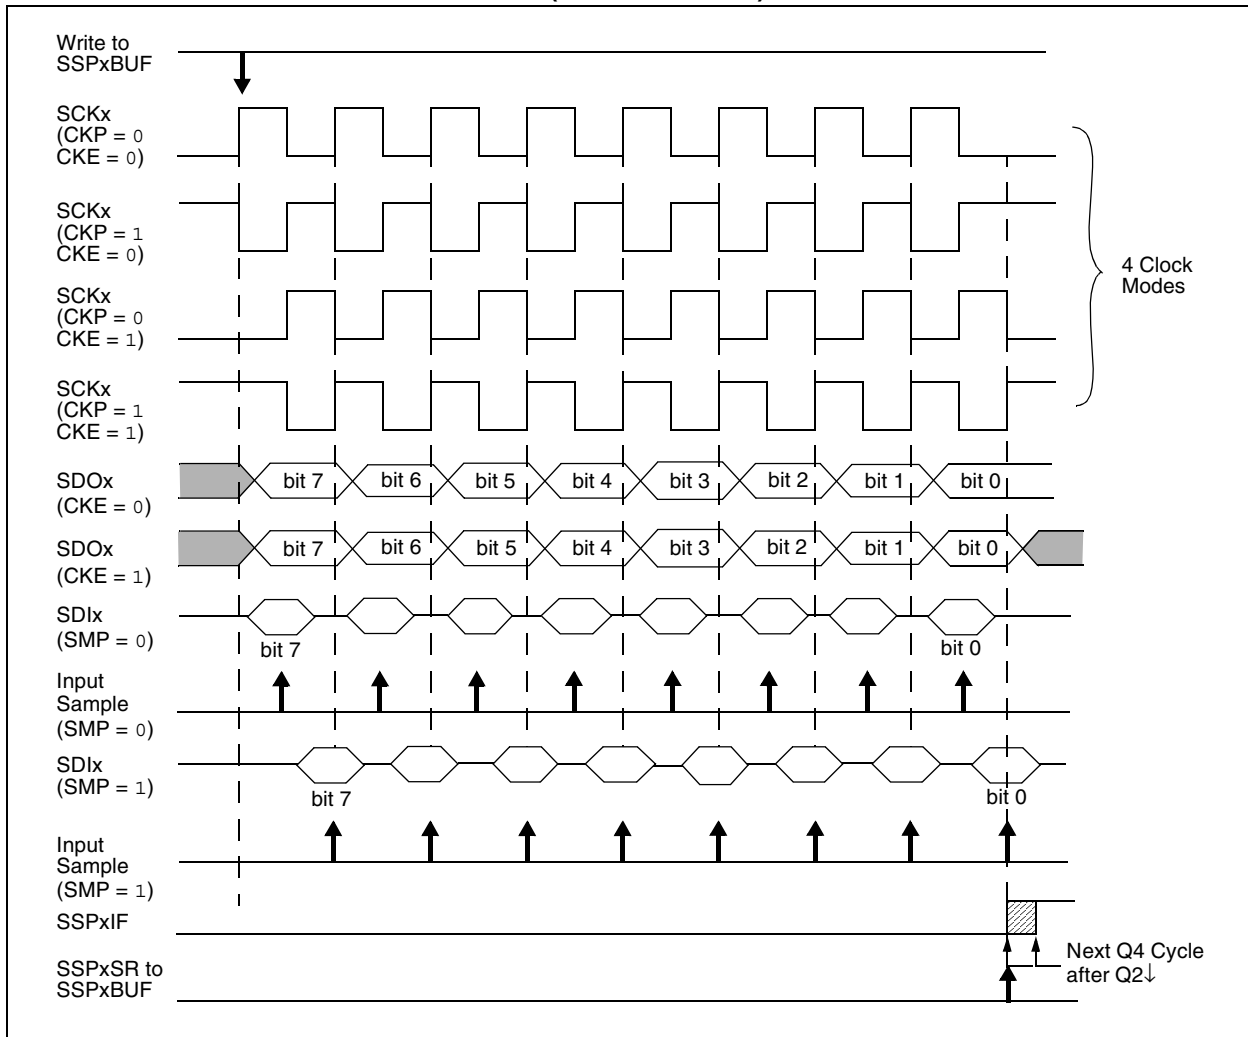 Write to
SSPxBUF
SCKx
(CKP = 0
CKE = 0)
SCKx
(CKP = 1
CKE = 0)
SCKx
(CKP = 0
CKE = 1)
SCKx
(CKP = 1
CKE = 1)
4 Clock
Modes
SDOx
(CKE = 0)
bit 7 bit 6 bit 5 bit 4 bit 3 bit 2 bit 1 bit 0
SDOx
(CKE = 1)
bit 7 bit 6 bit 5 bit 4 bit 3 bit 2 bit 1 bit 0
SDIx
(SMP = 0)
bit 7 bit 0
Input
Sample
(SMP = 0)
SDIx
(SMP = 1)
bit 7 bit 0
Input
Sample
(SMP = 1)
SSPxIF
SSPxSR to
SSPxBUF
Next Q4 Cycle
after Q2↓